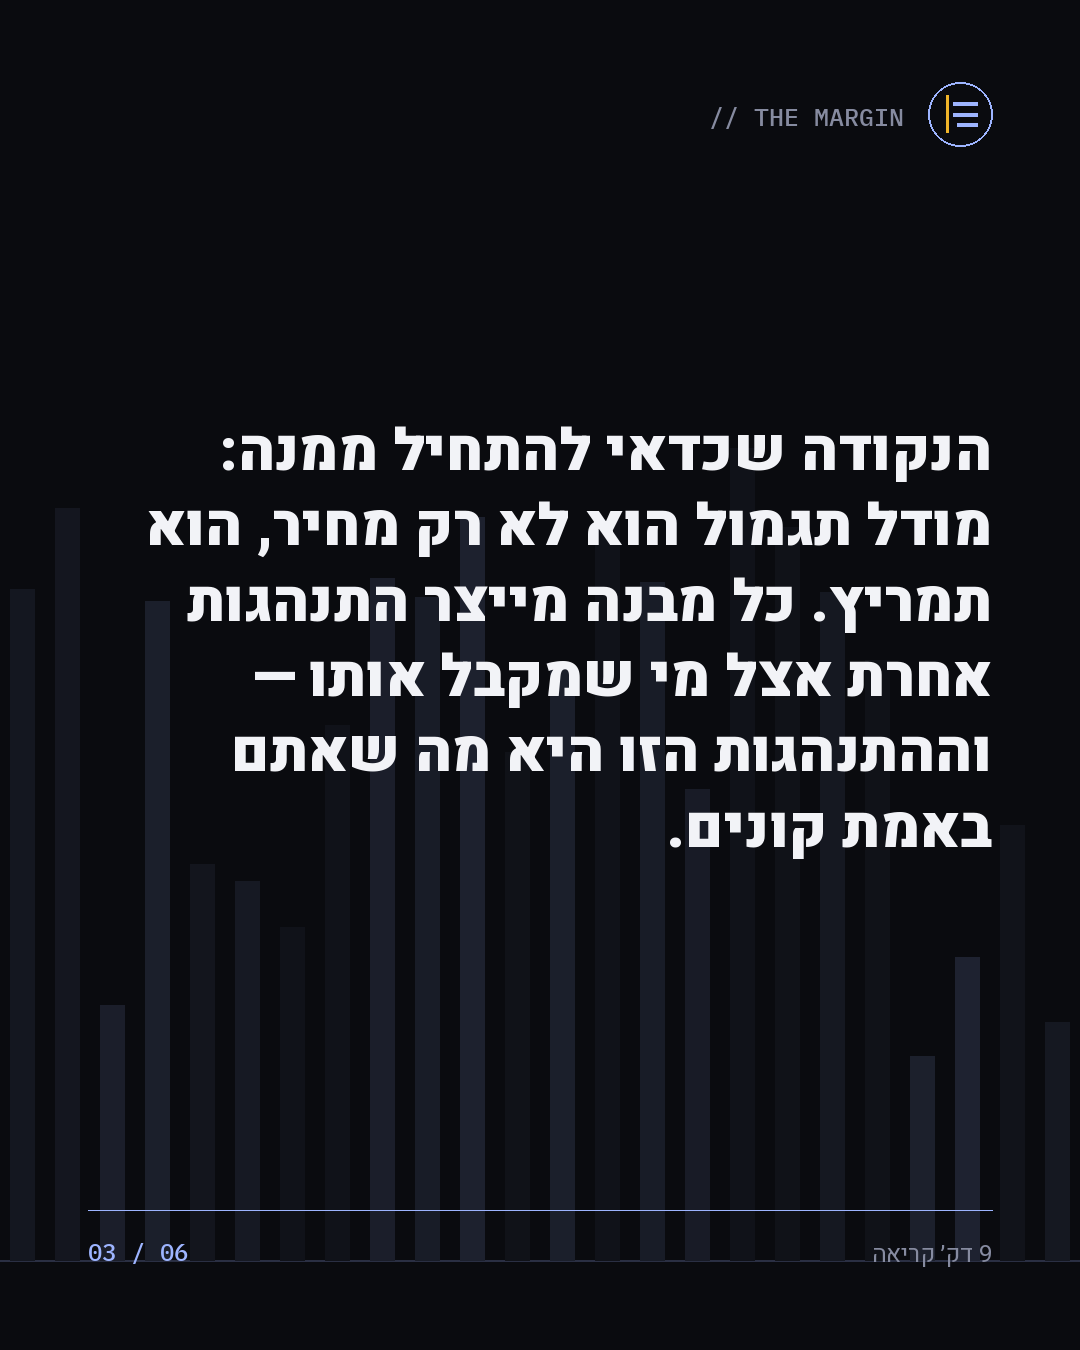 // THE MARGIN
הנקודה שכדאי להתחיל ממנה:
מודל תגמול הוא לא רק מחיר, הוא
תמריץ. כל מבנה מייצר התנהגות
אחרת אצל מי שמקבל אותו —
וההתנהגות הזו היא מה שאתם
באמת קונים.
9 דק׳ קריאה
03 / 06